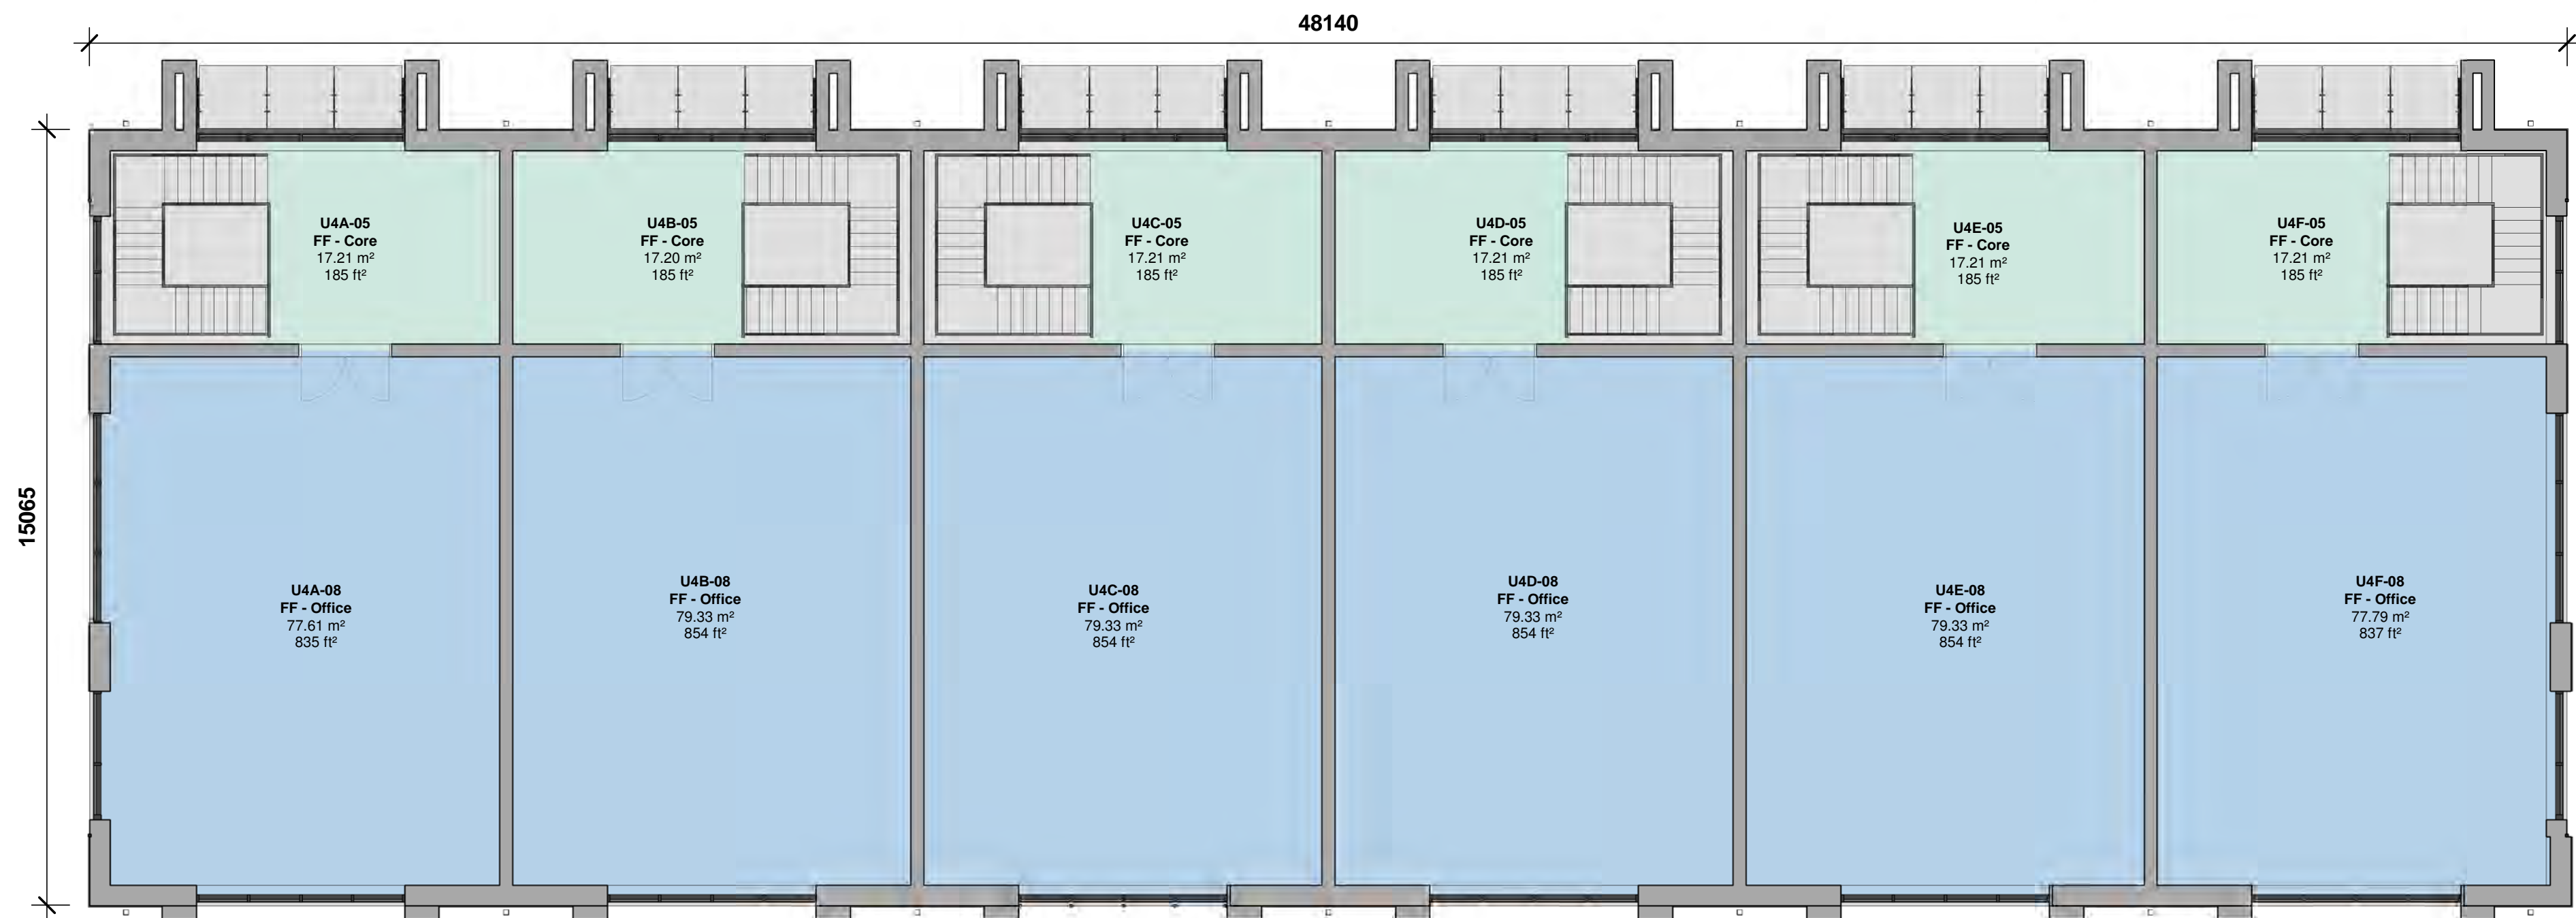 48140
15065
U4A-05
FF - Core
17.21 m²
185 ft²
U4B-05
FF - Core
17.20 m²
185 ft²
U4C-05
FF - Core
17.21 m²
185 ft²
U4D-05
FF - Core
17.21 m²
185 ft²
U4E-05
FF - Core
17.21 m²
185 ft²
U4F-05
FF - Core
17.21 m²
185 ft²
U4A-08
FF - Office
77.61 m²
835 ft²
U4B-08
FF - Office
79.33 m²
854 ft²
U4C-08
FF - Office
79.33 m²
854 ft²
U4D-08
FF - Office
79.33 m²
854 ft²
U4E-08
FF - Office
79.33 m²
854 ft²
U4F-08
FF - Office
77.79 m²
837 ft²